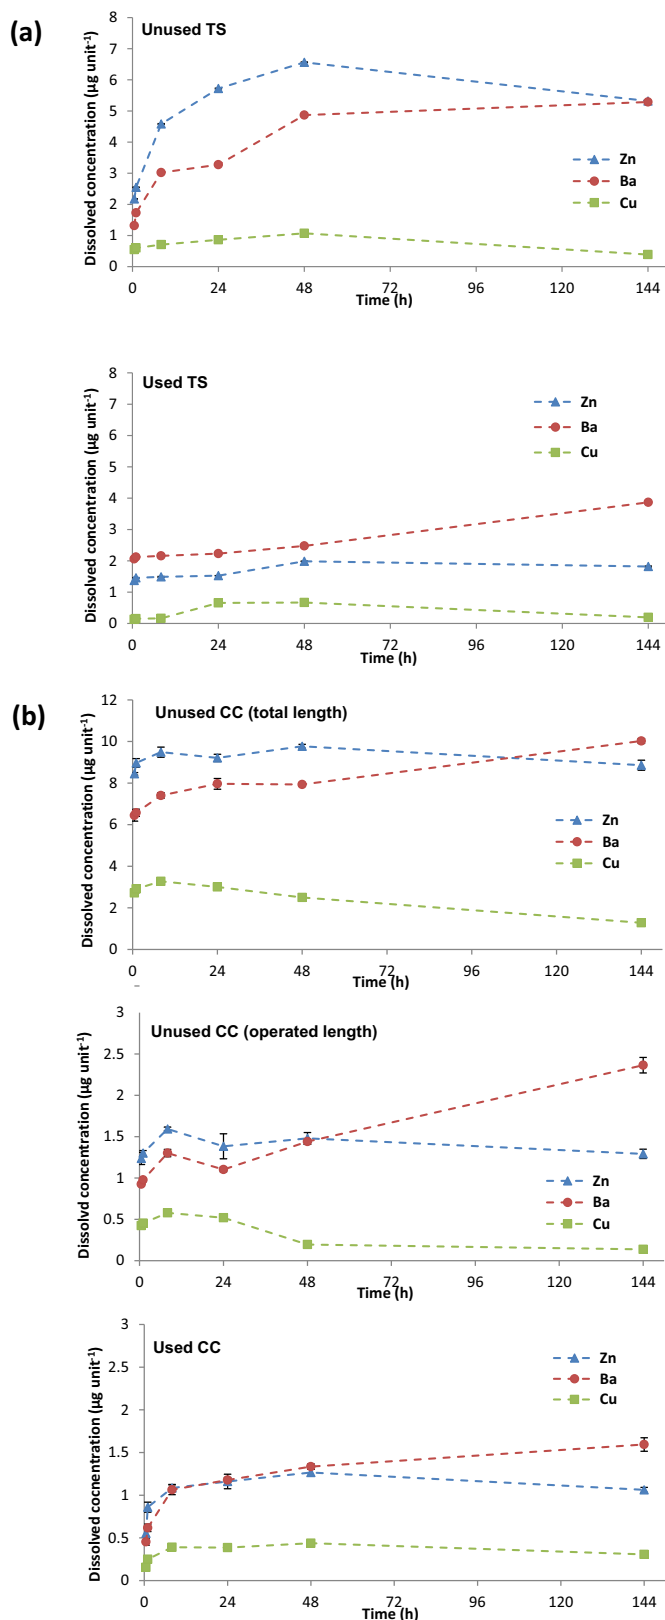 (a)
Unused TS
Dissolved concentration (µg unit⁻¹)
8
7
6
5
4
3
2
1
0
Zn
Ba
Cu
0 24 48 72 96 120 144
Time (h)
Used TS
Dissolved concentration (µg unit⁻¹)
8
7
6
5
4
3
2
1
0
Zn
Ba
Cu
0 24 48 72 96 120 144
Time (h)
(b)
Unused CC (total length)
Dissolved concentration (µg unit⁻¹)
12
10
8
6
4
2
0
Zn
Ba
Cu
0 24 48 72 96 120 144
Time (h)
Unused CC (operated length)
Dissolvd concentration (µg unit⁻¹)
3
2.5
2
1.5
1
0.5
0
Zn
Ba
Cu
0 24 48 72 96 120 144
Time (h)
Used CC
Dissolved cocnentration (µg unit⁻¹)
3
2.5
2
1.5
1
0.5
0
Zn
Ba
Cu
0 24 48 72 96 120 144
Time (h)